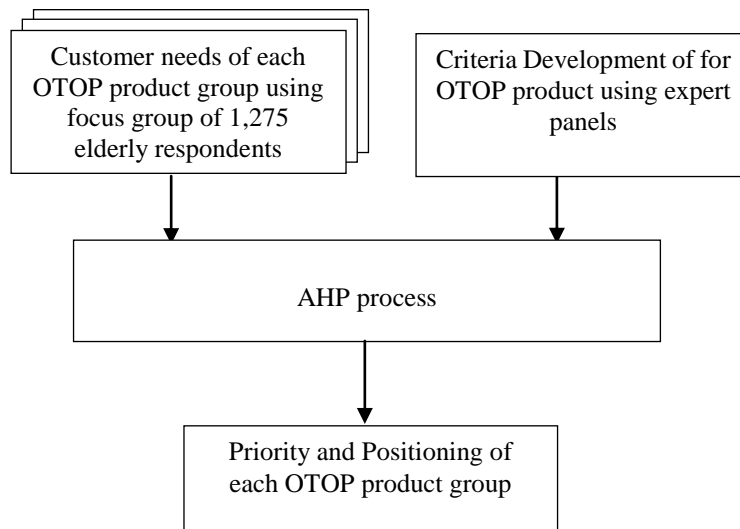 Customer needs of each
OTOP product group using
focus group of 1,275
elderly respondents
Criteria Development of for
OTOP product using expert
panels
AHP process
Priority and Positioning of
each OTOP product group